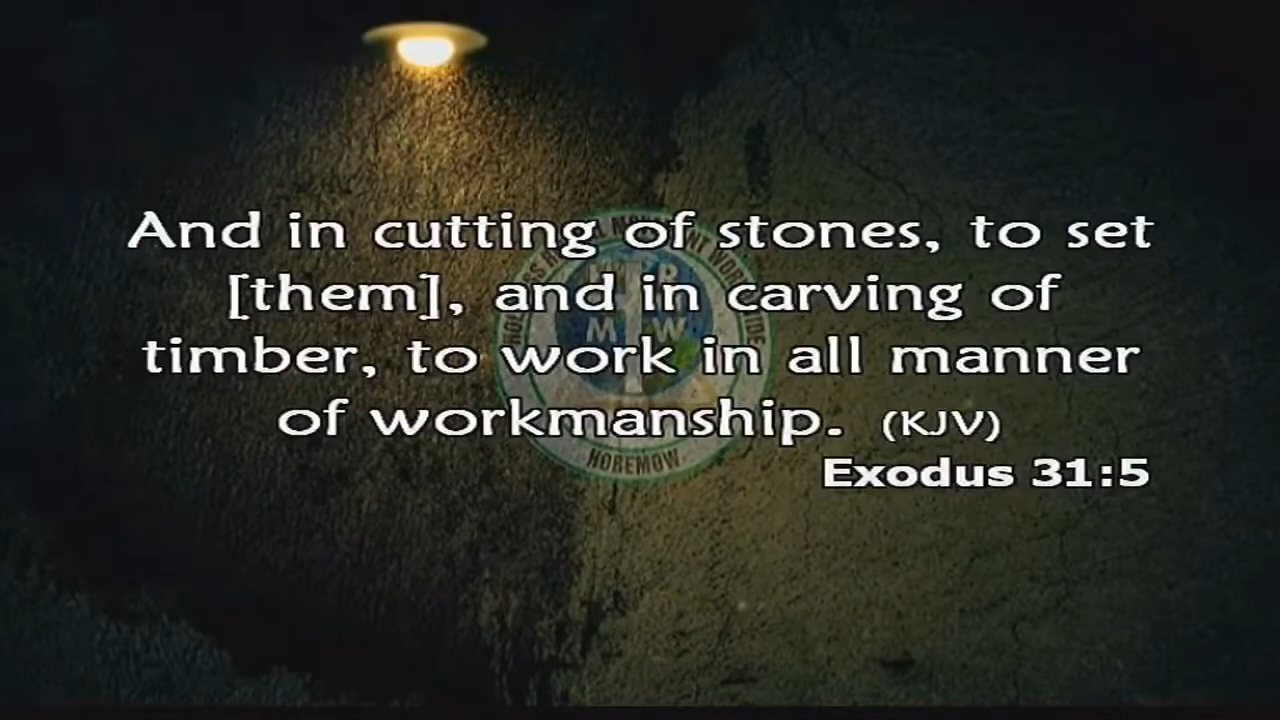 And in cutting of stones, to set
[them], and in carving of
timber, to work in all manner
of workmanship. (KJV)
Exodus 31:5
HOREMOW